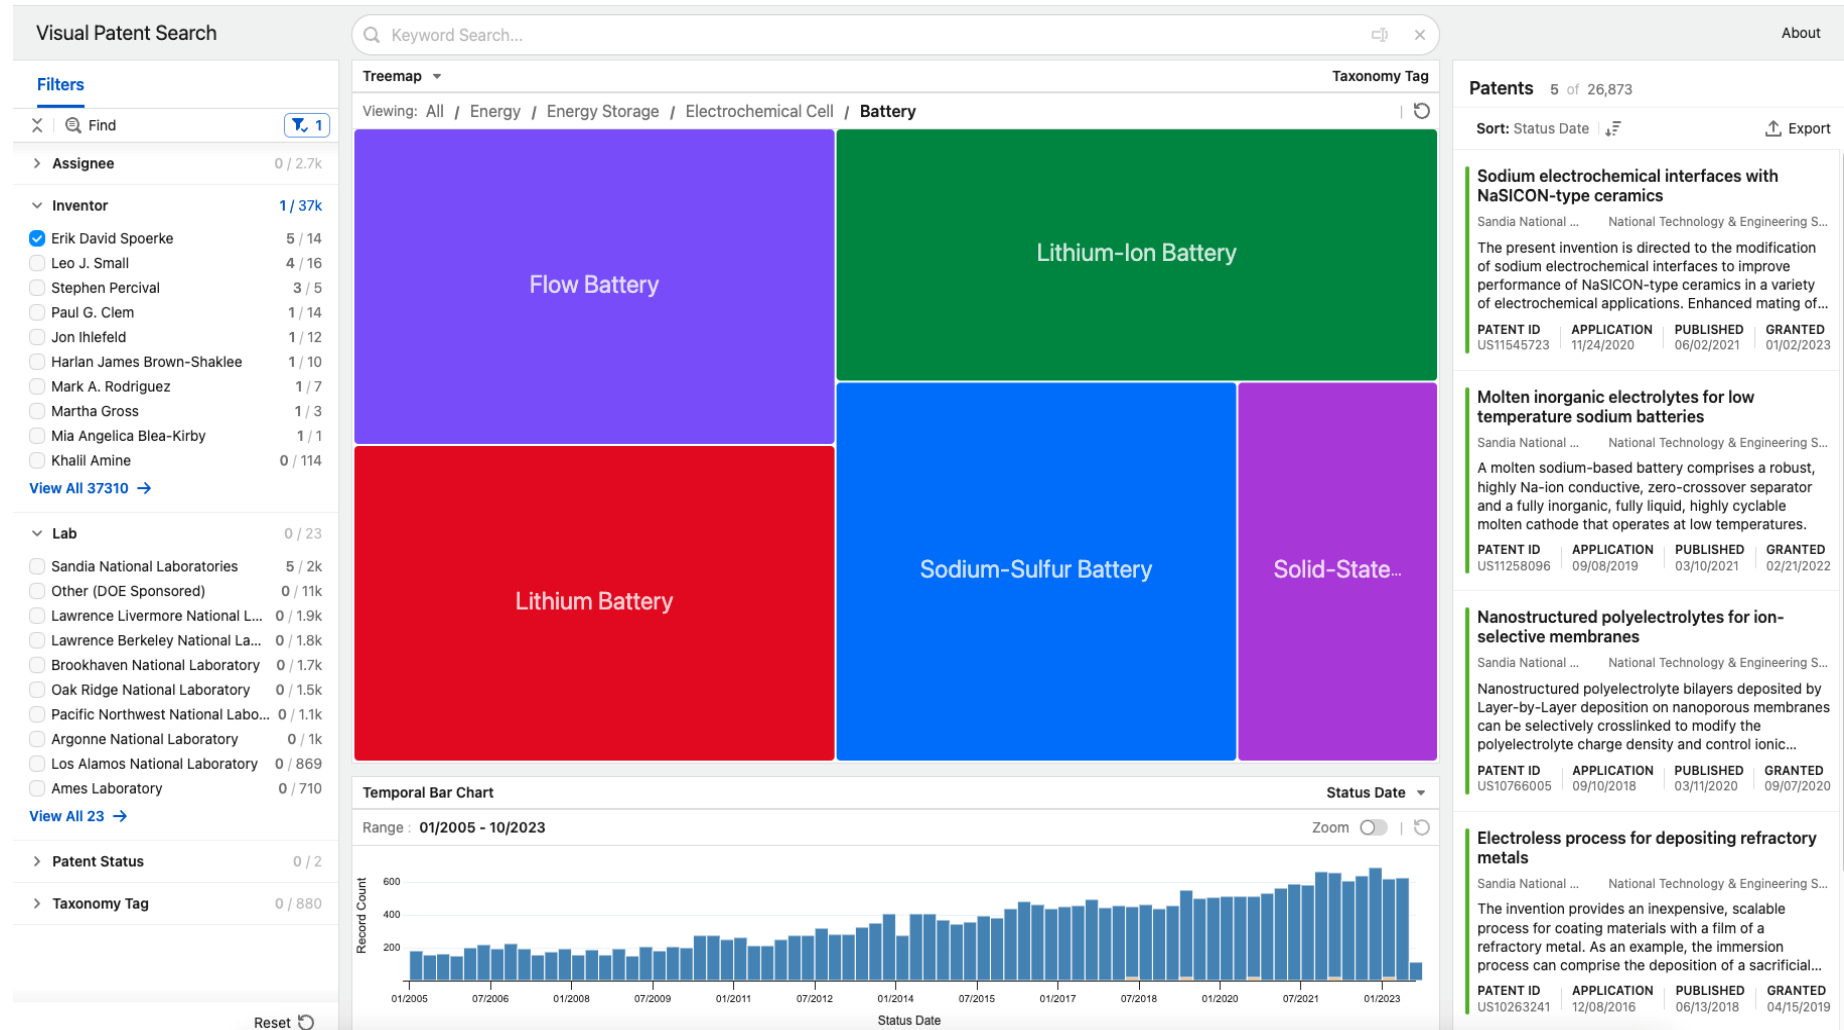 Visual Patent Search
Keyword Search...
About
Filters
Find
1
Assignee 0 / 2.7k
Inventor 1 / 37k
Erik David Spoerke 5 / 14
Leo J. Small 4 / 16
Stephen Percival 3 / 5
Paul G. Clem 1 / 14
Jon Ihlefeld 1 / 12
Harlan James Brown-Shaklee 1 / 10
Mark A. Rodriguez 1 / 7
Martha Gross 1 / 3
Mia Angelica Blea-Kirby 1 / 1
Khalil Amine 0 / 114
View All 37310
Lab 0 / 23
Sandia National Laboratories 5 / 2k
Other (DOE Sponsored) 0 / 11k
Lawrence Livermore National L... 0 / 1.9k
Lawrence Berkeley National La... 0 / 1.8k
Brookhaven National Laboratory 0 / 1.7k
Oak Ridge National Laboratory 0 / 1.5k
Pacific Northwest National Labo... 0 / 1.1k
Argonne National Laboratory 0 / 1k
Los Alamos National Laboratory 0 / 869
Ames Laboratory 0 / 710
View All 23
Patent Status 0 / 2
Taxonomy Tag 0 / 880
Reset
Treemap Taxonomy Tag
Viewing: All / Energy / Energy Storage / Electrochemical Cell / Battery
Flow Battery
Lithium-Ion Battery
Lithium Battery
Sodium-Sulfur Battery
Solid-State...
Temporal Bar Chart Status Date
Range : 01/2005 - 10/2023 Zoom
Record Count
600
400
200
01/2005 07/2006 01/2008 07/2009 01/2011 07/2012 01/2014 07/2015 01/2017 07/2018 01/2020 07/2021 01/2023
Status Date
Patents 5 of 26,873
Sort: Status Date Export
Sodium electrochemical interfaces with
NaSICON-type ceramics
Sandia National ... National Technology & Engineering S...
The present invention is directed to the modification
of sodium electrochemical interfaces to improve
performance of NaSICON-type ceramics in a variety
of electrochemical applications. Enhanced mating of...
PATENT ID APPLICATION PUBLISHED GRANTED
US11545723 11/24/2020 06/02/2021 01/02/2023
Molten inorganic electrolytes for low
temperature sodium batteries
Sandia National ... National Technology & Engineering S...
A molten sodium-based battery comprises a robust,
highly Na-ion conductive, zero-crossover separator
and a fully inorganic, fully liquid, highly cyclable
molten cathode that operates at low temperatures.
PATENT ID APPLICATION PUBLISHED GRANTED
US11258096 09/08/2019 03/10/2021 02/21/2022
Nanostructured polyelectrolytes for ion-
selective membranes
Sandia National ... National Technology & Engineering S...
Nanostructured polyelectrolyte bilayers deposited by
Layer-by-Layer deposition on nanoporous membranes
can be selectively crosslinked to modify the
polyelectrolyte charge density and control ionic...
PATENT ID APPLICATION PUBLISHED GRANTED
US10766005 09/10/2018 03/11/2020 09/07/2020
Electroless process for depositing refractory
metals
Sandia National ... National Technology & Engineering S...
The invention provides an inexpensive, scalable
process for coating materials with a film of a
refractory metal. As an example, the immersion
process can comprise the deposition of a sacrificial...
PATENT ID APPLICATION PUBLISHED GRANTED
US10263241 12/08/2016 06/13/2018 04/15/2019